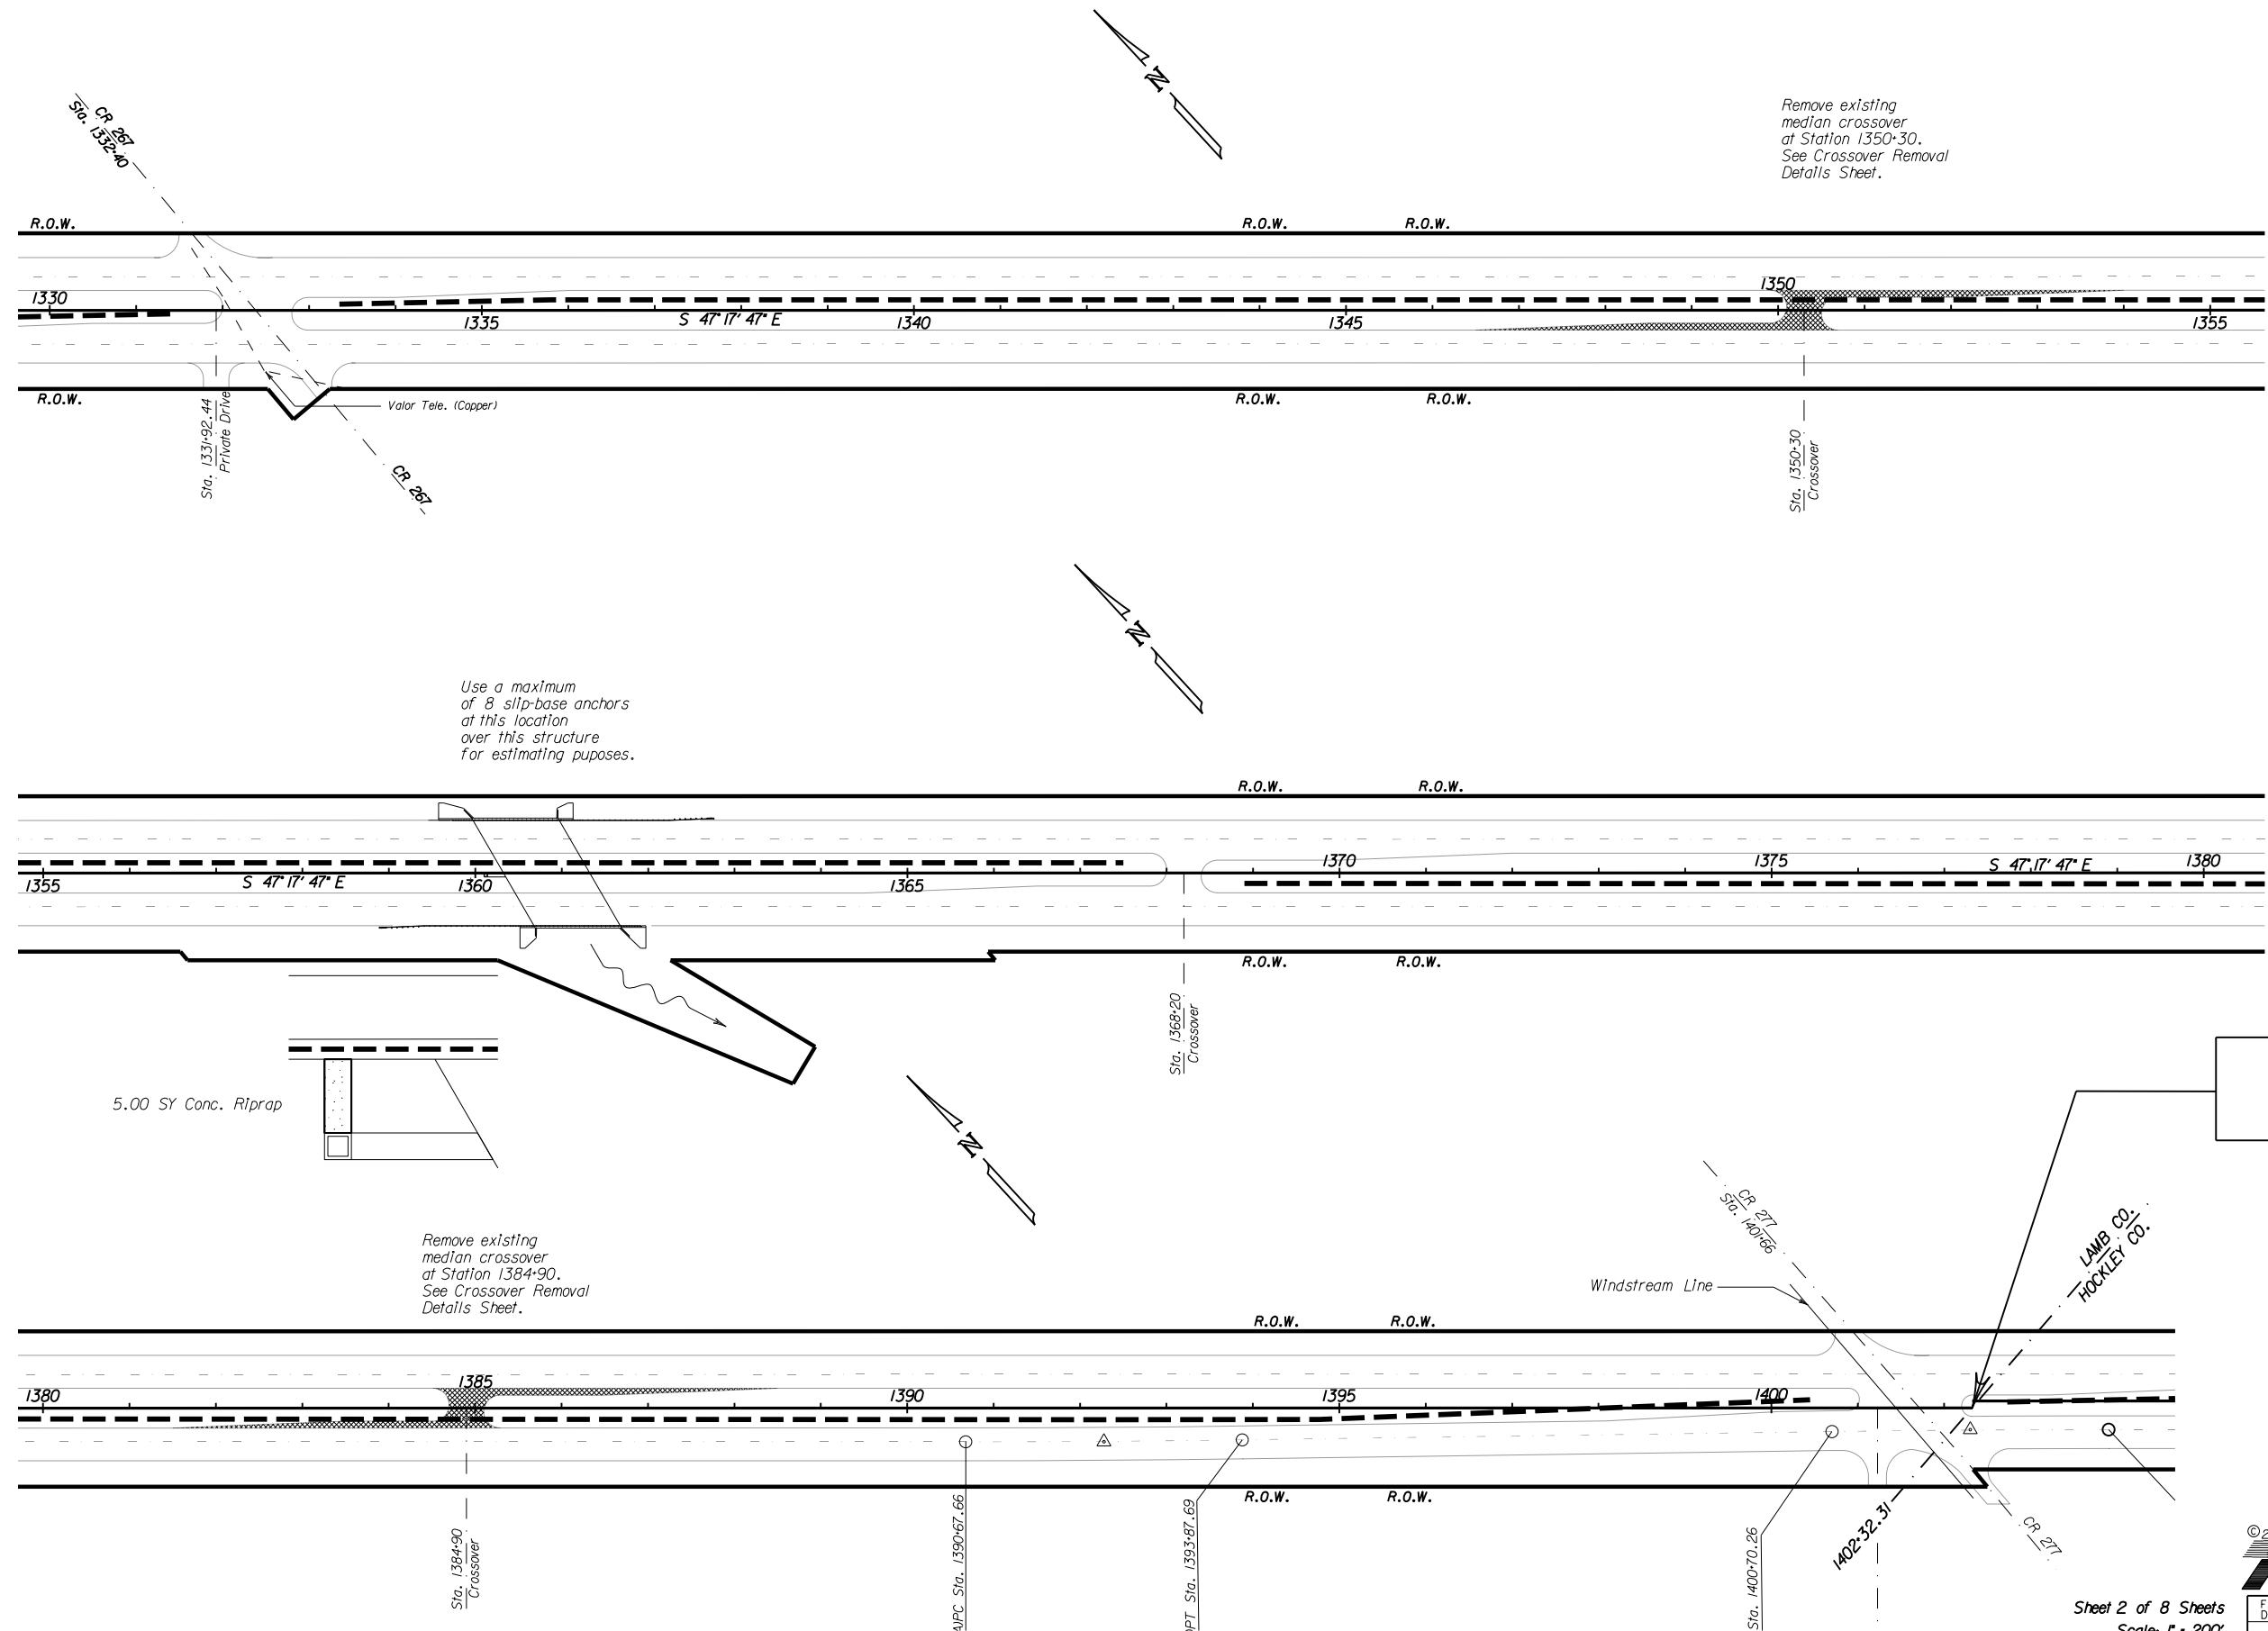 N
Remove existing
median crossover
at Station 1350+30.
See Crossover Removal
Details Sheet.
CR 267
Sta. 1332+40
R.O.W.
R.O.W.
R.O.W.
1330
1350
1335
S 47° 17' 47" E
1340
1345
1355
R.O.W.
R.O.W.
R.O.W.
Valor Tele. (Copper)
Sta. 1331+92.44
Private Drive
CR 267
Sta. 1350+30
Crossover
N
Use a maximum
of 8 slip-base anchors
at this location
over this structure
for estimating puposes.
R.O.W.
R.O.W.
1370
1375
1380
S 47° 17' 47" E
1355
S 47° 17' 47" E
1360
1365
R.O.W.
R.O.W.
Sta. 1368+20
Crossover
5.00 SY Conc. Riprap
N
Remove existing
median crossover
at Station 1384+90.
See Crossover Removal
Details Sheet.
CR 277
Sta. 1401+66
Windstream Line
LAMB CO.
HOCKLEY CO.
R.O.W.
R.O.W.
1380
1385
1390
1395
1400
R.O.W.
R.O.W.
Sta. 1384+90
Crossover
Sta. 1390+67.66
Sta. 1393+87.69
Sta. 1400+70.26
1402+32.31
CR 277
Sheet 2 of 8 Sheets
Scale: 1" = 200'